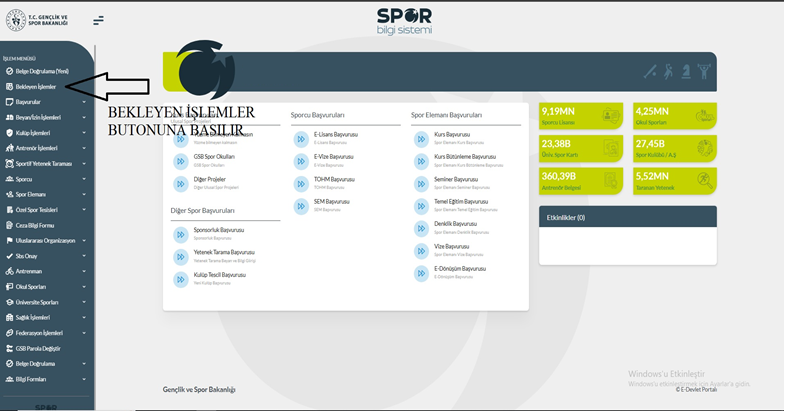 T.C. GENÇLİK VE
SPOR BAKANLIĞI
SPOR
bilgi sistemi
İŞLEM MENÜSÜ
Belge Doğrulama (Yeni)
Bekleyen İşlemler
Başvurular
Beyan/İzin İşlemleri
Kulüp İşlemleri
Antrenör İşlemleri
Sportif Yetenek Taraması
Sporcu
Spor Elemanı
Özel Spor Tesisleri
Ceza Bilgi Formu
Uluslararası Organizasyon
Sbs Onay
Antrenman
Okul Sporları
Üniversite Sporları
Sağlık İşlemleri
Federasyon İşlemleri
GSB Parola Değiştir
Belge Doğrulama
Bilgi Formları
SPOR
BEKLEYEN İŞLEMLER
BUTONUNA BASILIR
GSB Spor Okulları
GSB Spor Okulları
Diğer Projeler
Diğer Ulusal Spor Projeleri
Diğer Spor Başvuruları
Sponsorluk Başvurusu
Sponsorluk Başvurusu
Yetenek Tarama Başvurusu
Yetenek Tarama Başvuru ve Bilgi Girişi
Kulüp Tescil Başvurusu
Yeni Kulüp Başvurusu
Sporcu Başvuruları
E-Lisans Başvurusu
E-Lisans Başvurusu
E-Vize Başvurusu
E-Vize Başvurusu
TOHM Başvurusu
TOHM Başvurusu
SEM Başvurusu
SEM Başvurusu
Spor Elemanı Başvuruları
Kurs Başvurusu
Spor Elemanı Kurs Başvurusu
Kurs Bütünleme Başvurusu
Spor Elemanı Kurs Bütünleme Başvurusu
Seminer Başvurusu
Spor Elemanı Seminer Başvurusu
Temel Eğitim Başvurusu
Spor Elemanı Temel Eğitim Başvurusu
Denklik Başvurusu
Spor Elemanı Denklik Başvurusu
Vize Başvurusu
Spor Elemanı Vize Başvurusu
E-Dönüşüm Başvurusu
E-Dönüşüm Başvurusu
9,19MN
Sporcu Lisans
4,25MN
Okul Sporları
23,38B
Üniv. Spor Kartı
27,45B
Spor Kulübü / A.Ş
360,39B
Antrenör Belgesi
5,52MN
Taranan Yetenek
Etkinlikler (0)
Windows'u Etkinleştir
Windows'u etkinleştirmek için Ayarlar'a gidin.
Gençlik ve Spor Bakanlığı
© E-Devlet Portalı